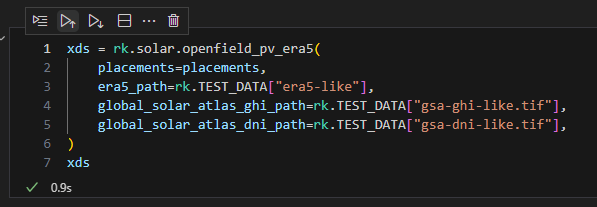 1 xds = rk.solar.openfield_pv_era5(
2     placements=placements,
3     era5_path=rk.TEST_DATA["era5-like"],
4     global_solar_atlas_ghi_path=rk.TEST_DATA["gsa-ghi-like.tif"],
5     global_solar_atlas_dni_path=rk.TEST_DATA["gsa-dni-like.tif"],
6 )
7 xds
0.9s